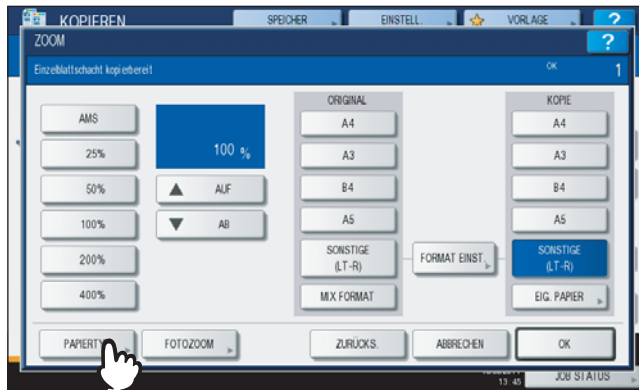 KOPIEREN
SPEICHER
EINSTELL.
VORLAGE
?
ZOOM
?
Einzelblattschacht kopierbereit
OK
1
ORIGINAL
KOPIE
AMS
100 %
A4
A4
25%
A3
A3
50%
AUF
B4
B4
100%
AB
A5
A5
200%
SONSTIGE
(LT-R)
FORMAT EINST.
SONSTIGE
(LT-R)
400%
MIX FORMAT
EIG. PAPIER
FOTOZOOM
ZURÜCKS.
ABBRECHEN
OK
13:45
JOB STATUS